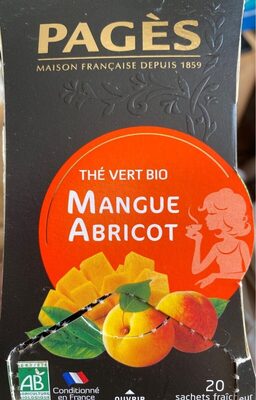 PAGÈS
MAISON FRANÇAISE DEPUIS 1859
THÉ VERT BIO
MANGUE
ABRICOT
AB
Conditionné
en France
OUVRIR
20
sachets